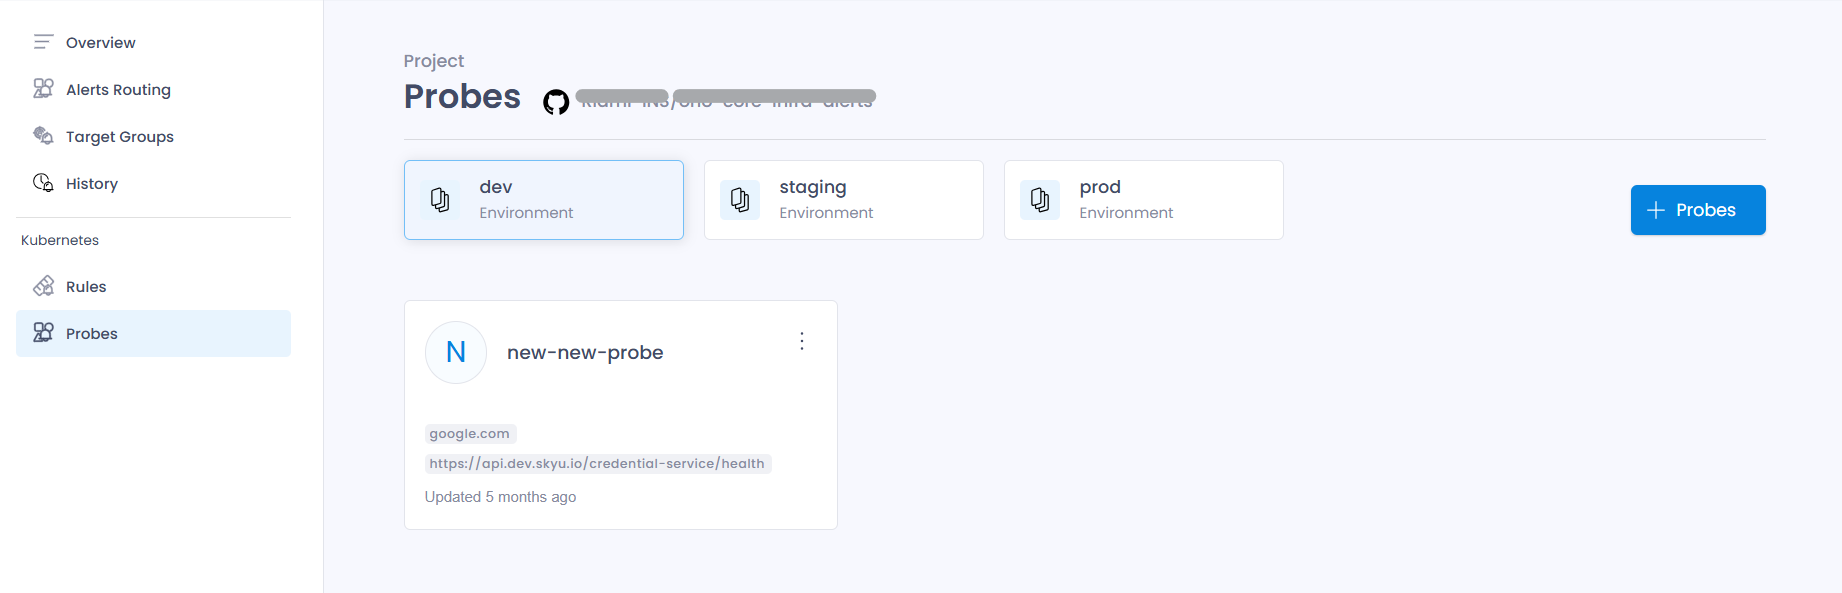 Overview
Alerts Routing
Target Groups
History
Kubernetes
Rules
Probes
Project
Probes
dev
Environment
staging
Environment
prod
Environment
+ Probes
N
new-new-probe
google.com
https://api.dev.skyu.io/credential-service/health
Updated 5 months ago